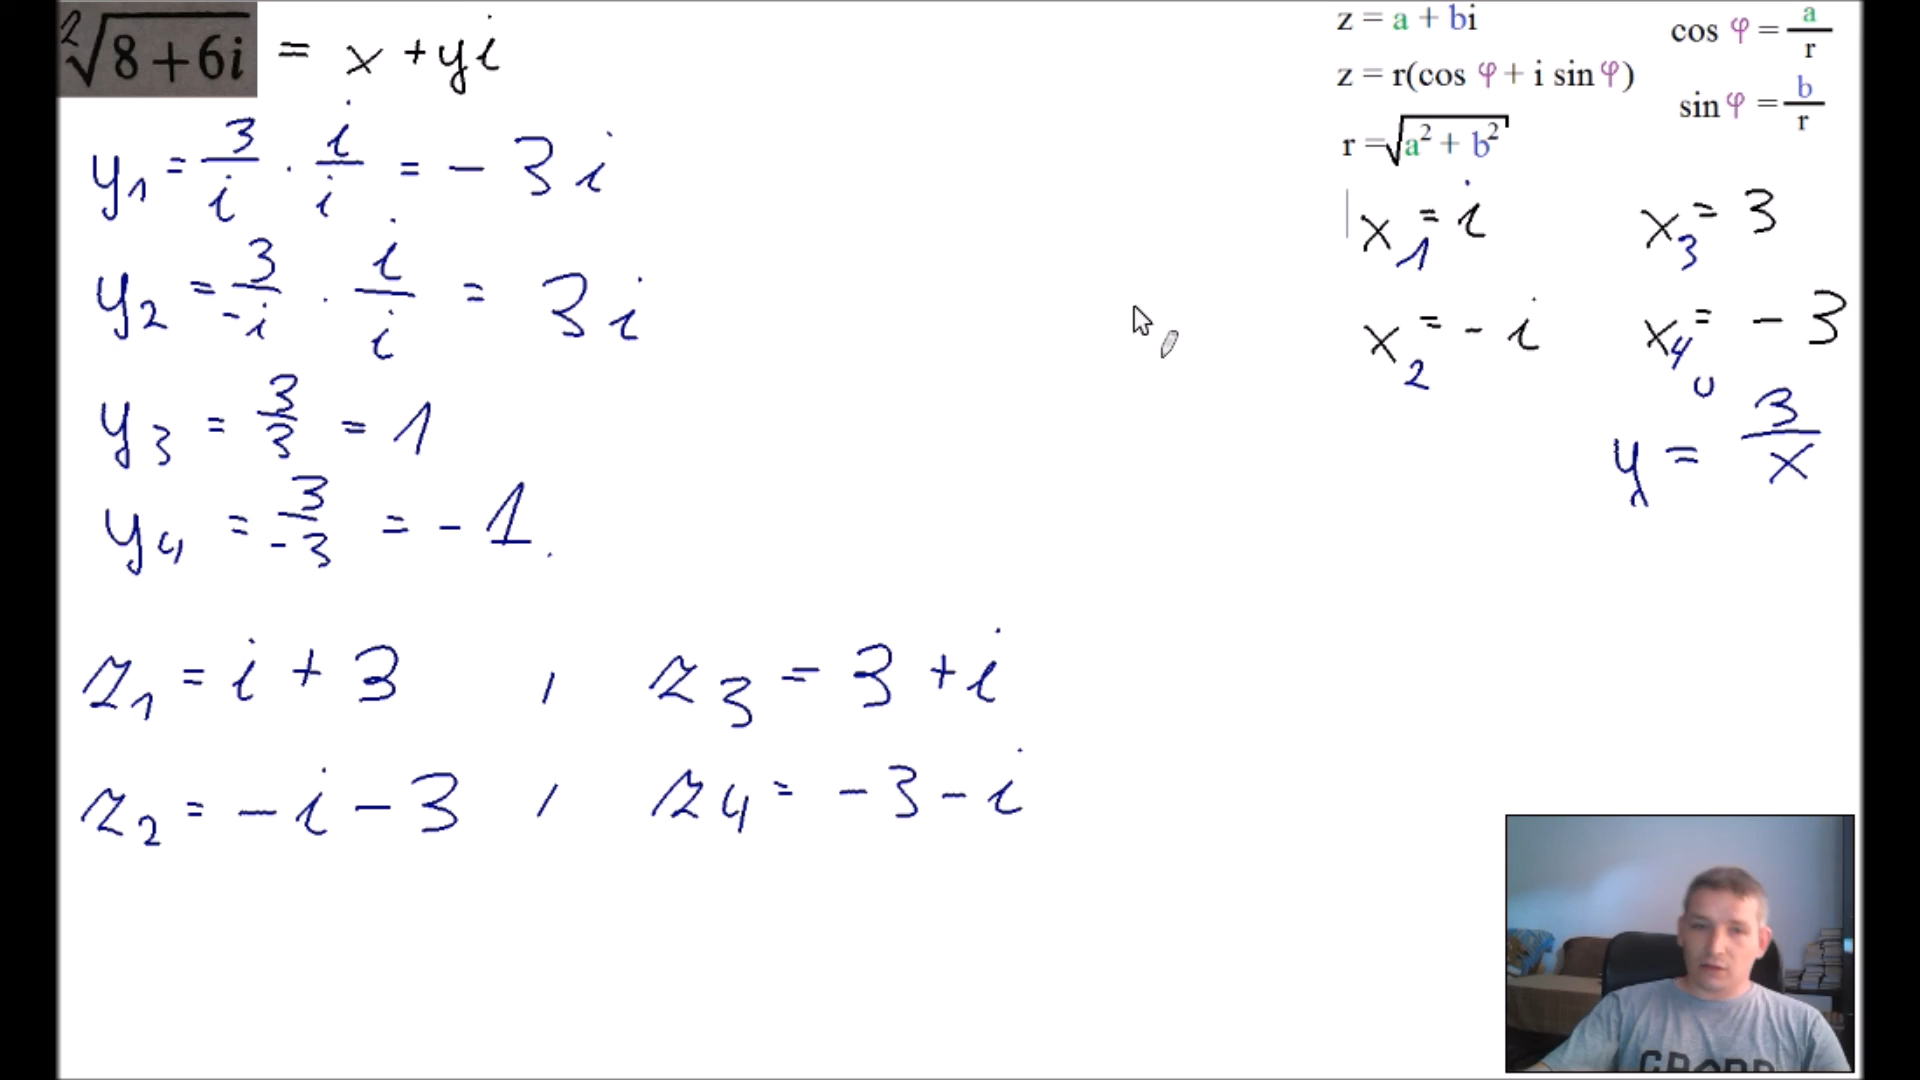 ²√8+6i = x + yi
y₁ = 3/i · i/i = -3i
y₂ = 3/-i · i/i = 3i
y₃ = 3/3 = 1
y₄ = 3/-3 = -1.
z₁ = i + 3 , z₃ = 3 + i
z₂ = -i - 3 , z₄ = -3 - i
z = a + bi
z = r(cos φ + i sin φ)
r = √a² + b²
cos φ = a/r
sin φ = b/r
x₁ = i x₃ = 3
x₂ = -i x₄ = -3
y = 3/x